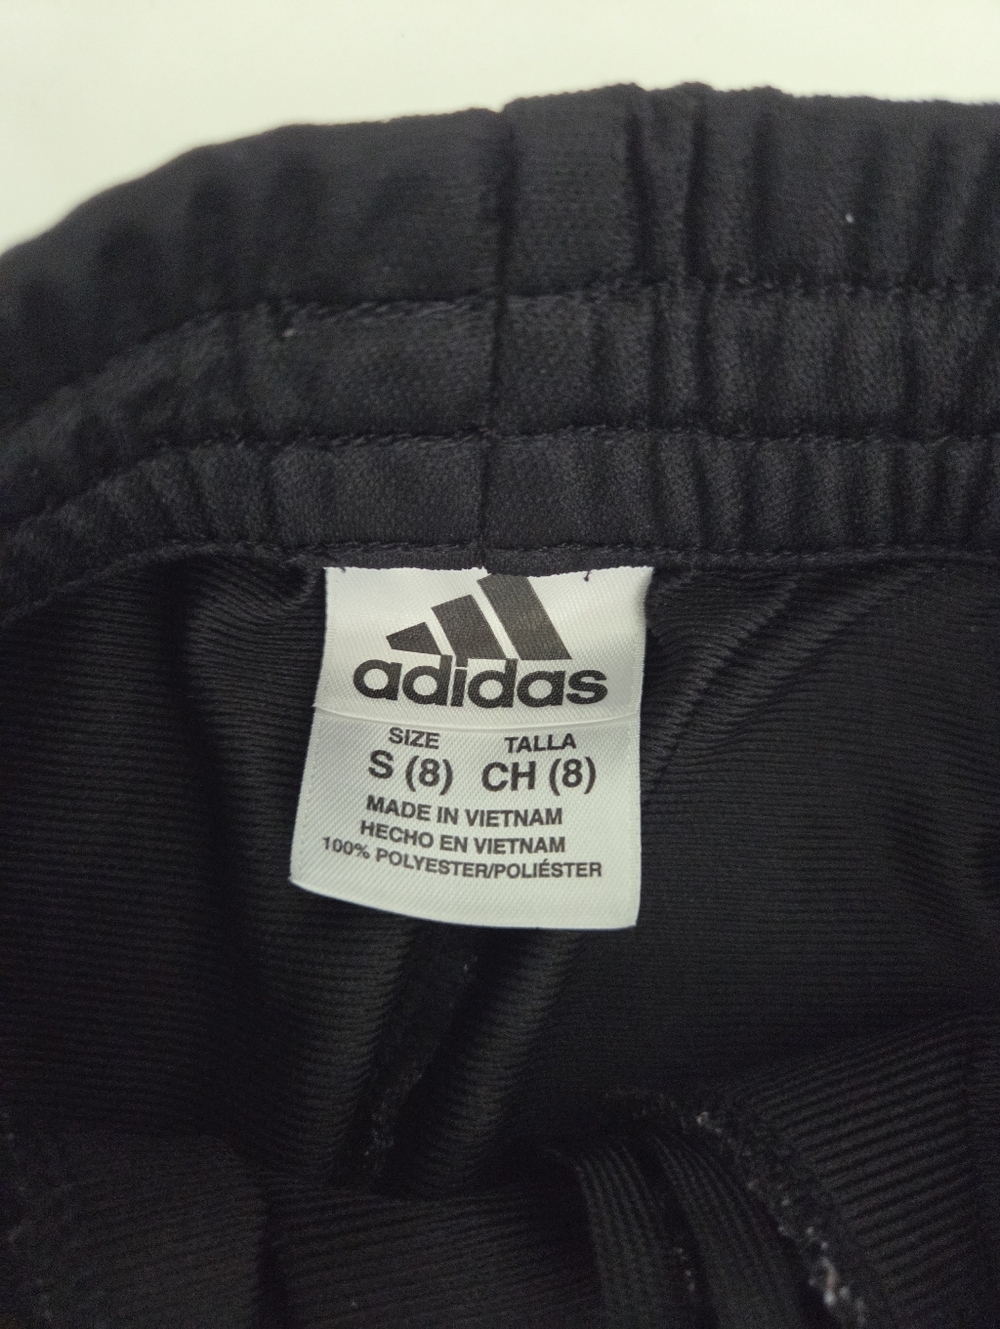 adidas
SIZE TALLA
S (8) CH (8)
MADE IN VIETNAM
HECHO EN VIETNAM
100% POLYESTER/POLIÉSTER